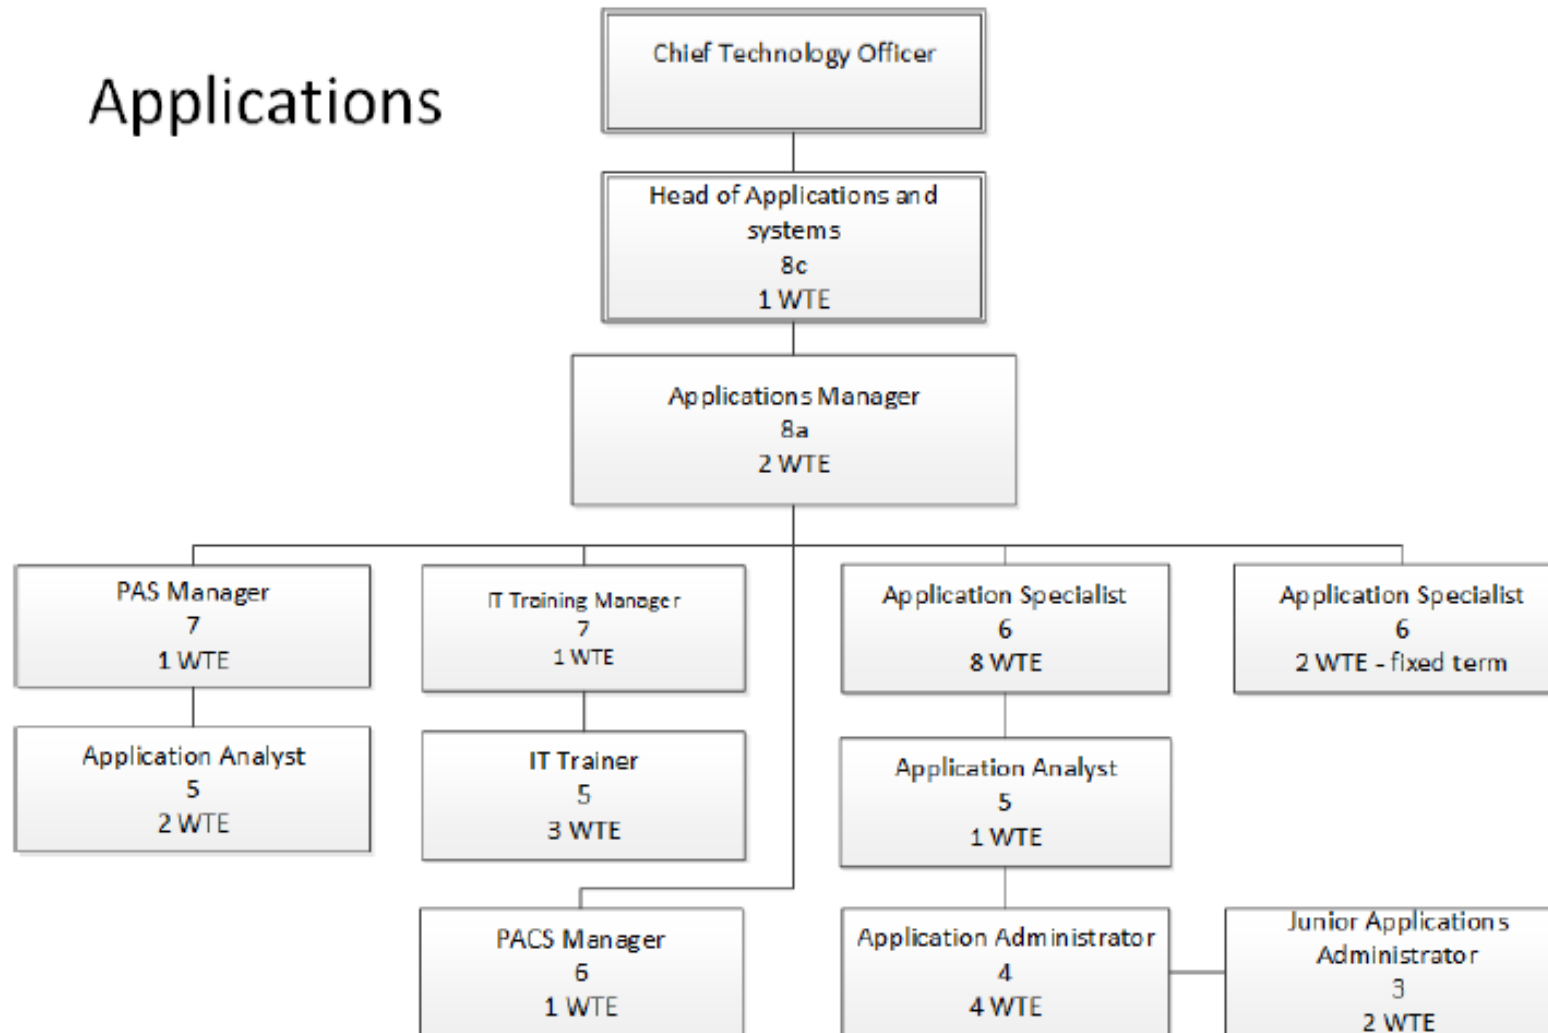 Applications
Chief Technology Officer
Head of Applications and
systems
8c
1 WTE
Applications Manager
8a
2 WTE
PAS Manager
7
1 WTE
IT Training Manager
7
1 WTE
Application Specialist
6
8 WTE
Application Specialist
6
2 WTE - fixed term
Application Analyst
5
2 WTE
IT Trainer
5
3 WTE
Application Analyst
5
1 WTE
PACS Manager
6
1 WTE
Application Administrator
4
4 WTE
Junior Applications
Administrator
3
2 WTE